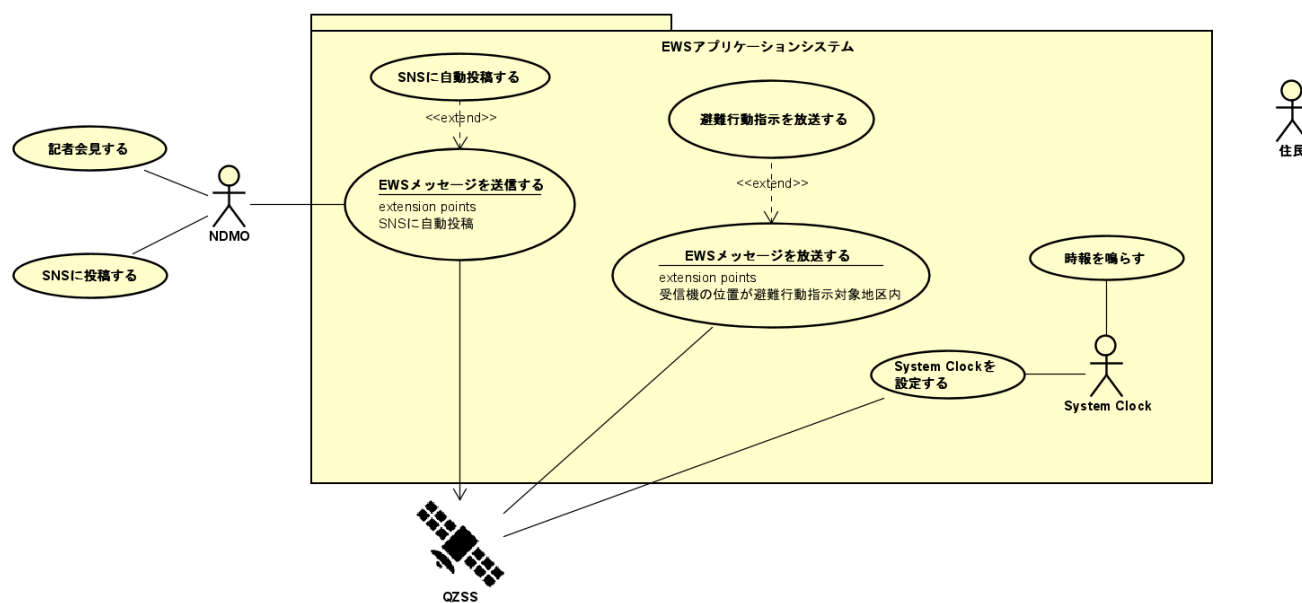 EWSアプリケーションシステム
SNSに自動投稿する
<<extend>>
避難行動指示を放送する
<<extend>>
記者会見する
NDMO
SNSに投稿する
EWSメッセージを送信する
extension points
SNSに自動投稿
EWSメッセージを放送する
extension points
受信機の位置が避難行動指示対象地区内
時報を鳴らす
System Clockを
設定する
System Clock
QZSS
住民